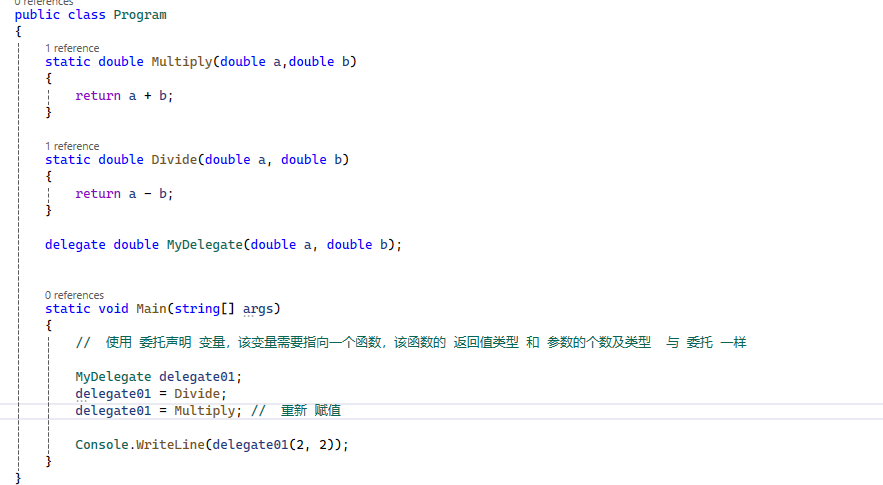 0 references
public class Program
{
1 reference
static double Multiply(double a,double b)
{
return a + b;
}
1 reference
static double Divide(double a, double b)
{
return a - b;
}
delegate double MyDelegate(double a, double b);
0 references
static void Main(string[] args)
{
// 使用 委托声明 变量，该变量需要指向一个函数，该函数的 返回值类型 和 参数的个数及类型 与 委托 一样
MyDelegate delegate01;
delegate01 = Divide;
delegate01 = Multiply; // 重新 赋值
Console.WriteLine(delegate01(2, 2));
}
}